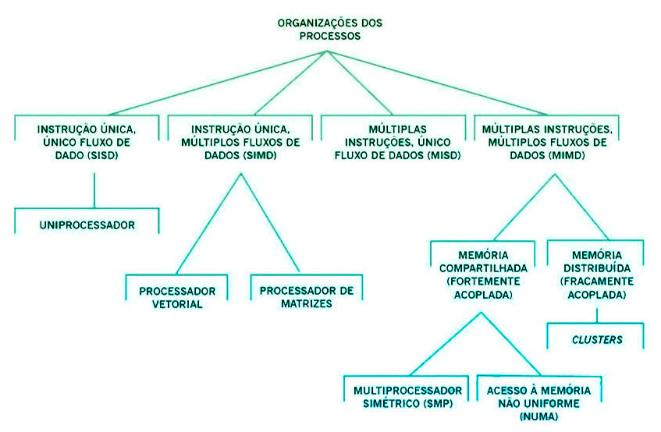 ORGANIZAÇÕES DOS
PROCESSOS
INSTRUÇÃO ÚNICA,
ÚNICO FLUXO DE
DADO (SISD)
INSTRUÇÃO ÚNICA,
MÚLTIPLOS FLUXOS DE
DADOS (SIMD)
MÚLTIPLAS
INSTRUÇÕES, ÚNICO
FLUXO DE DADOS (MISD)
MÚLTIPLAS INSTRUÇÕES,
MÚLTIPLOS FLUXOS DE
DADOS (MIMD)
UNIPROCESSADOR
PROCESSADOR
VETORIAL
PROCESSADOR DE
MATRIZES
MEMÓRIA
COMPARTILHADA
(FORTEMENTE
ACOPLADA)
MEMÓRIA
DISTRIBUÍDA
(FRACAMENTE
ACOPLADA)
CLUSTERS
MULTIPROCESSADOR
SIMÉTRICO (SMP)
ACESSO À MEMÓRIA
NÃO UNIFORME
(NUMA)